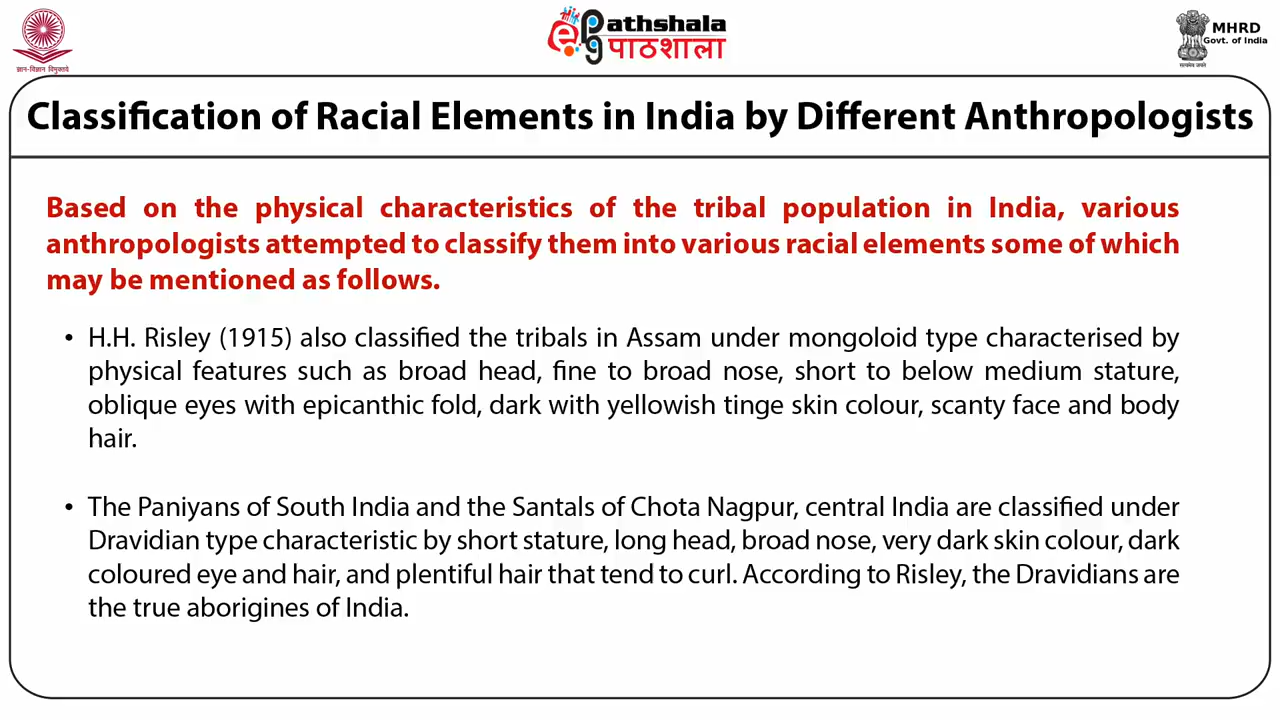 ज्ञान-विज्ञान विमुक्तये
ePG athshala
पाठशाला
MHRD
Govt. of India
सत्यमेव जयते
Classification of Racial Elements in India by Different Anthropologists
Based on the physical characteristics of the tribal population in India, various
anthropologists attempted to classify them into various racial elements some of which
may be mentioned as follows.
• H.H. Risley (1915) also classified the tribals in Assam under mongoloid type characterised by
physical features such as broad head, fine to broad nose, short to below medium stature,
oblique eyes with epicanthic fold, dark with yellowish tinge skin colour, scanty face and body
hair.
• The Paniyans of South India and the Santals of Chota Nagpur, central India are classified under
Dravidian type characteristic by short stature, long head, broad nose, very dark skin colour, dark
coloured eye and hair, and plentiful hair that tend to curl. According to Risley, the Dravidians are
the true aborigines of India.